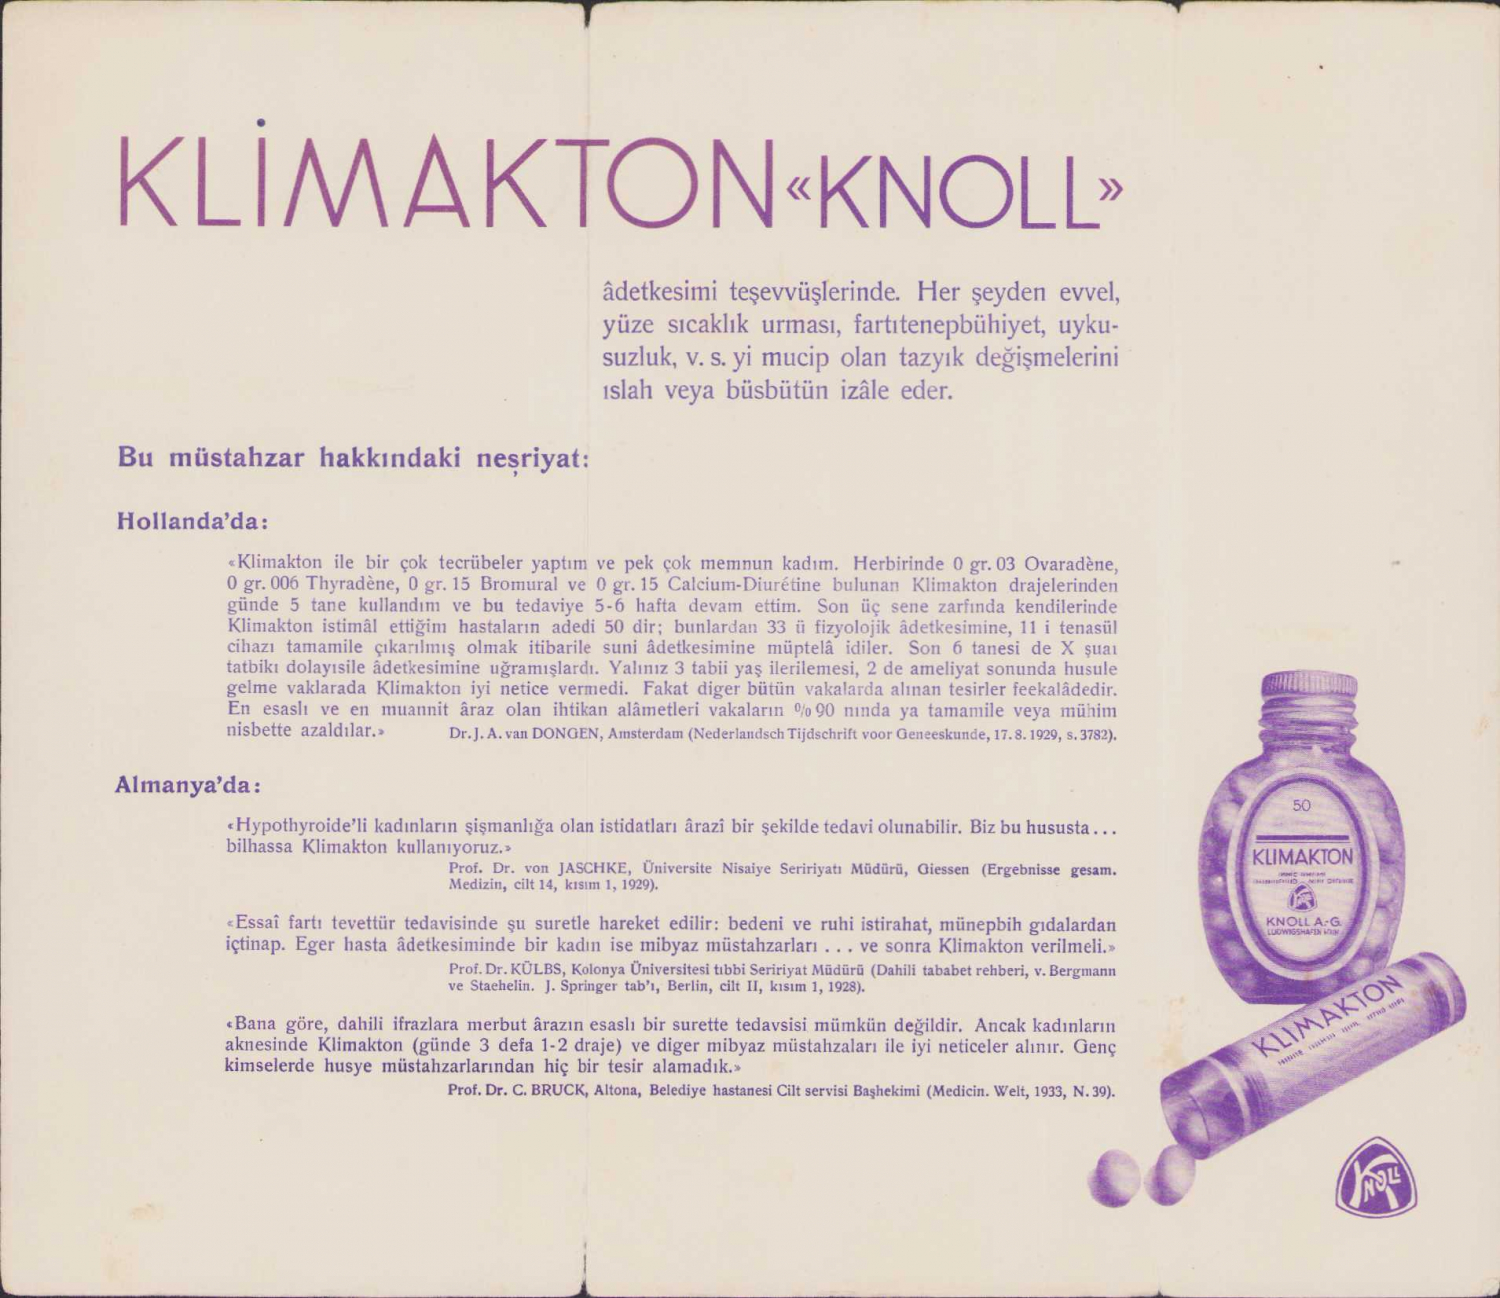 KLİMAKTON «KNOLL»
âdetkesimi teşevvüşlerinde. Her şeyden evvel,
yüze sıcaklık urması, fartıtenepbühiyet, uyku-
suzluk, v. s. yi mucip olan tazyık değişmelerini
ıslah veya büsbütün izâle eder.
Bu müstahzar hakkındaki neşriyat:
Hollanda'da:
«Klimakton ile bir çok tecrübeler yaptım ve pek çok memnun kadım. Herbirinde 0 gr. 03 Ovaradène,
0 gr. 006 Thyradène, 0 gr. 15 Bromural ve 0 gr. 15 Calcium-Diurétine bulunan Klimakton drajelerinden
günde 5 tane kullandım ve bu tedaviye 5-6 hafta devam ettim. Son üç sene zarfında kendilerinde
Klimakton istimâl ettiğim hastaların adedi 50 dir; bunlardan 33 ü fizyolojik âdetkesimine, 11 i tenasül
cihazı tamamile çıkarılmış olmak itibarile suni âdetkesimine müptelâ idiler. Son 6 tanesi de X şuaı
tatbikı dolayısile âdetkesimine uğramışlardı. Yalınız 3 tabii yaş ilerilemesi, 2 de ameliyat sonunda husule
gelme vaklarada Klimakton iyi netice vermedi. Fakat diger bütün vakalarda alınan tesirler feekalâdedir.
En esaslı ve en muannit âraz olan ihtikan alâmetleri vakaların %90 nında ya tamamile veya mühim
nisbette azaldılar.» Dr. J. A. van DONGEN, Amsterdam (Nederlandsch Tijdschrift voor Geneeskunde, 17. 8. 1929, s. 3782).
Almanya'da:
«Hypothyroide'li kadınların şişmanlığa olan istidatları ârazî bir şekilde tedavi olunabilir. Biz bu hususta...
bilhassa Klimakton kullanıyoruz.»
Prof. Dr. von JASCHKE, Üniversite Nisaiye Seririyatı Müdürü, Giessen (Ergebnisse gesam.
Medizin, cilt 14, kısım 1, 1929).
«Essaî fartı tevettür tedavisinde şu suretle hareket edilir: bedeni ve ruhi istirahat, münepbih gıdalardan
içtinap. Eger hasta âdetkesiminde bir kadın ise mibyaz müstahzarları ... ve sonra Klimakton verilmeli.»
Prof. Dr. KÜLBS, Kolonya Üniversitesi tıbbi Seririyat Müdürü (Dahili tababet rehberi, v. Bergmann
ve Staehelin. J. Springer tab'ı, Berlin, cilt II, kısım 1, 1928).
«Bana göre, dahili ifrazlara merbut ârazın esaslı bir surette tedavsisi mümkün değildir. Ancak kadınların
aknesinde Klimakton (günde 3 defa 1-2 draje) ve diger mibyaz müstahzaları ile iyi neticeler alınır. Genç
kimselerde husye müstahzarlarından hiç bir tesir alamadık.»
Prof. Dr. C. BRUCK, Altona, Belediye hastanesi Cilt servisi Başhekimi (Medicin. Welt, 1933, N. 39).
50
KLIMAKTON
KNOLL A.-G.
LUDWIGSHAFEN
KLIMAKTON
KNOLL